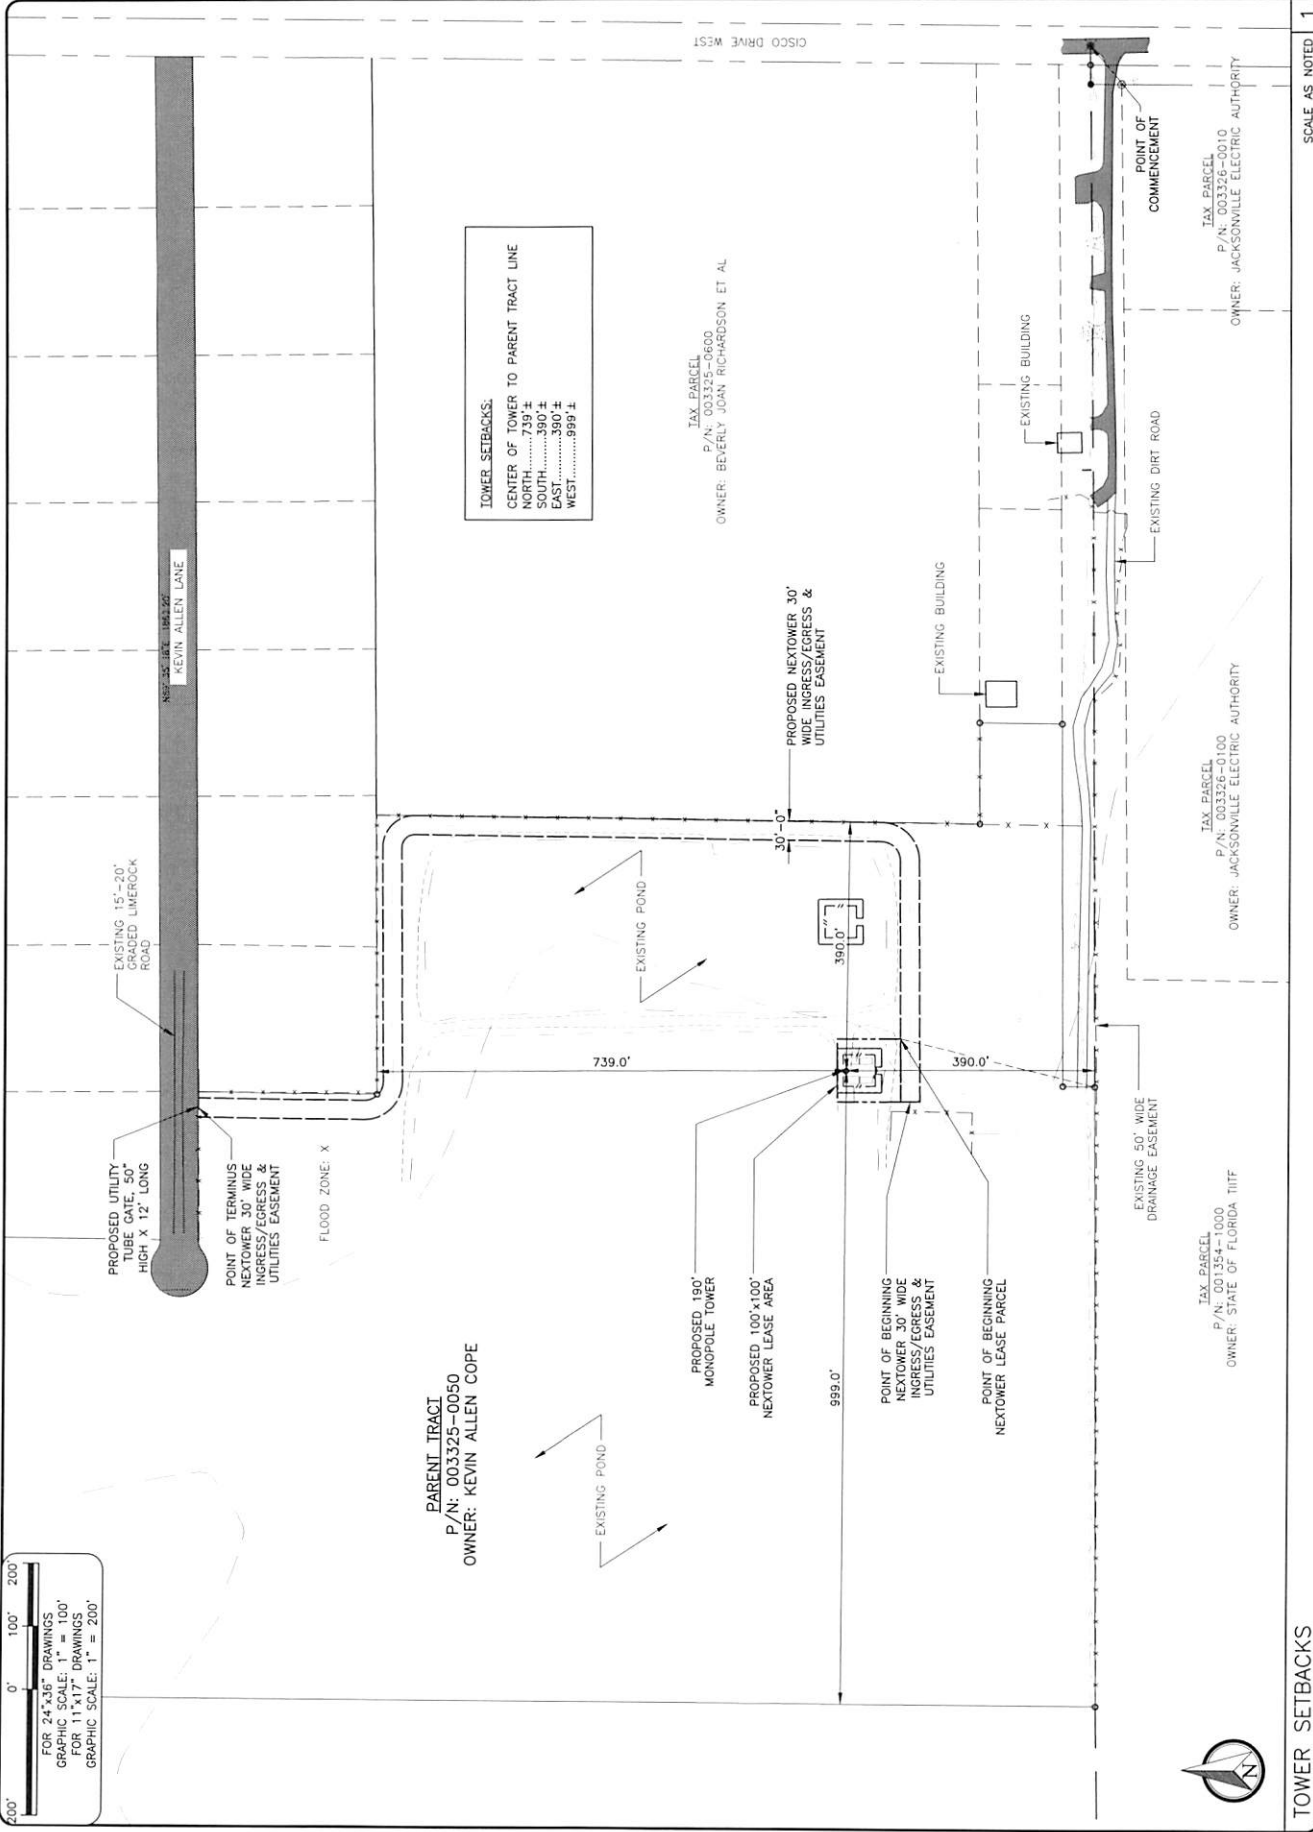 200'
0'
100'
200'
FOR 24"x36" DRAWINGS
GRAPHIC SCALE: 1" = 100'
FOR 11"x17" DRAWINGS
GRAPHIC SCALE: 1" = 200'
PROPOSED UTILITY
TUBE GATE, 50"
HIGH X 12' LONG
EXISTING 15'-20'
GRADED LIMEROCK
ROAD
KEVIN ALLEN LANE
CISCO DRIVE WEST
POINT OF TERMINUS
NEXTOWER 30' WIDE
INGRESS/EGRESS &
UTILITIES EASEMENT
FLOOD ZONE: X
PARENT TRACT
P/N: 003325-0050
OWNER: KEVIN ALLEN COPE
TOWER SETBACKS:
CENTER OF TOWER TO PARENT TRACT LINE
NORTH.........739'±
SOUTH.........390'±
EAST............390'±
WEST...........999'±
EXISTING POND
EXISTING POND
739.0'
TAX PARCEL
P/N: 003325-0600
OWNER: BEVERLY JOAN RICHARDSON ET AL
PROPOSED 190'
MONOPOLE TOWER
PROPOSED 100'x100'
NEXTOWER LEASE AREA
30'-0"
PROPOSED NEXTOWER 30'
WIDE INGRESS/EGRESS &
UTILITIES EASEMENT
999.0'
390.0'
390.0'
POINT OF BEGINNING
NEXTOWER 30' WIDE
INGRESS/EGRESS &
UTILITIES EASEMENT
POINT OF BEGINNING
NEXTOWER LEASE PARCEL
EXISTING BUILDING
EXISTING BUILDING
POINT OF
COMMENCEMENT
EXISTING DIRT ROAD
EXISTING 50' WIDE
DRAINAGE EASEMENT
TAX PARCEL
P/N: 001354-1000
OWNER: STATE OF FLORIDA TIITF
TAX PARCEL
P/N: 003326-0100
OWNER: JACKSONVILLE ELECTRIC AUTHORITY
TAX PARCEL
P/N: 003326-0010
OWNER: JACKSONVILLE ELECTRIC AUTHORITY
N
TOWER SETBACKS
SCALE AS NOTED
1